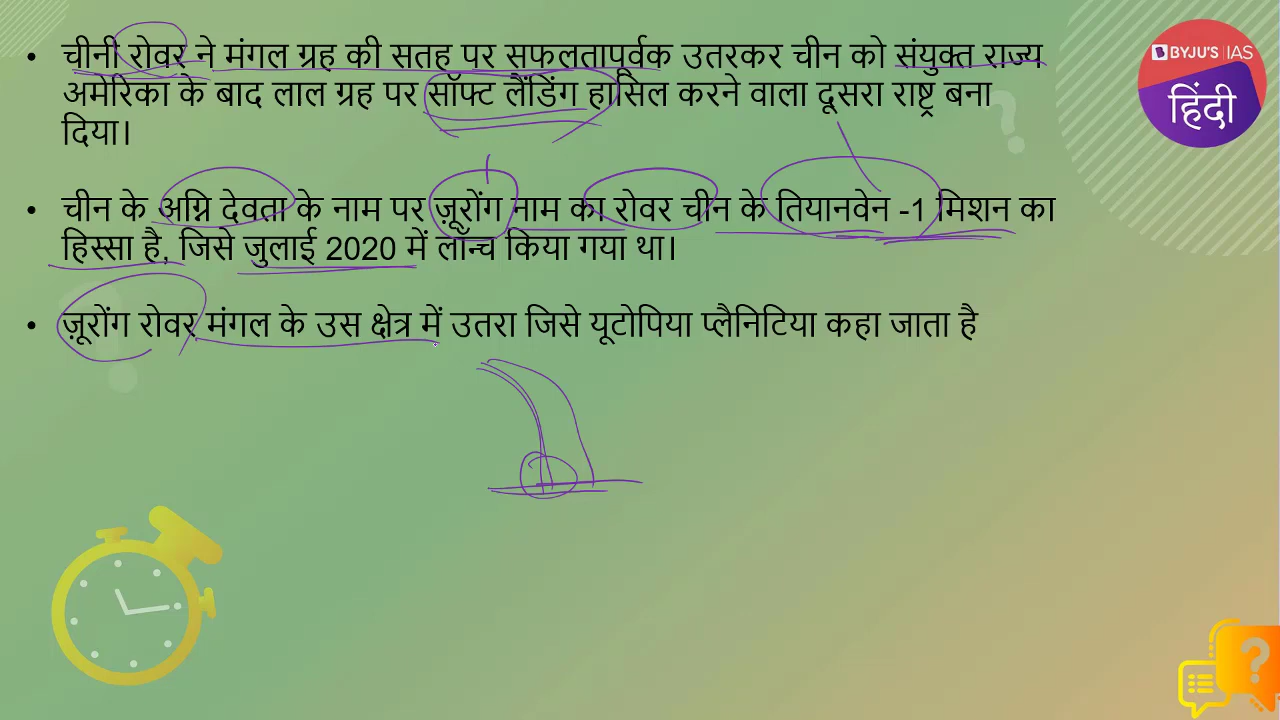 • चीनी रोवर ने मंगल ग्रह की सतह पर सफलतापूर्वक उतरकर चीन को संयुक्त राज्य
अमेरिका के बाद लाल ग्रह पर सॉफ्ट लैंडिंग हासिल करने वाला दूसरा राष्ट्र बना
दिया।
• चीन के अग्नि देवता के नाम पर ज़ूरोंग नाम का रोवर चीन के तियानवेन -1 मिशन का
हिस्सा है, जिसे जुलाई 2020 में लॉन्च किया गया था।
• ज़ूरोंग रोवर मंगल के उस क्षेत्र में उतरा जिसे यूटोपिया प्लैनिटिया कहा जाता है
BYJU'S IAS
हिंदी